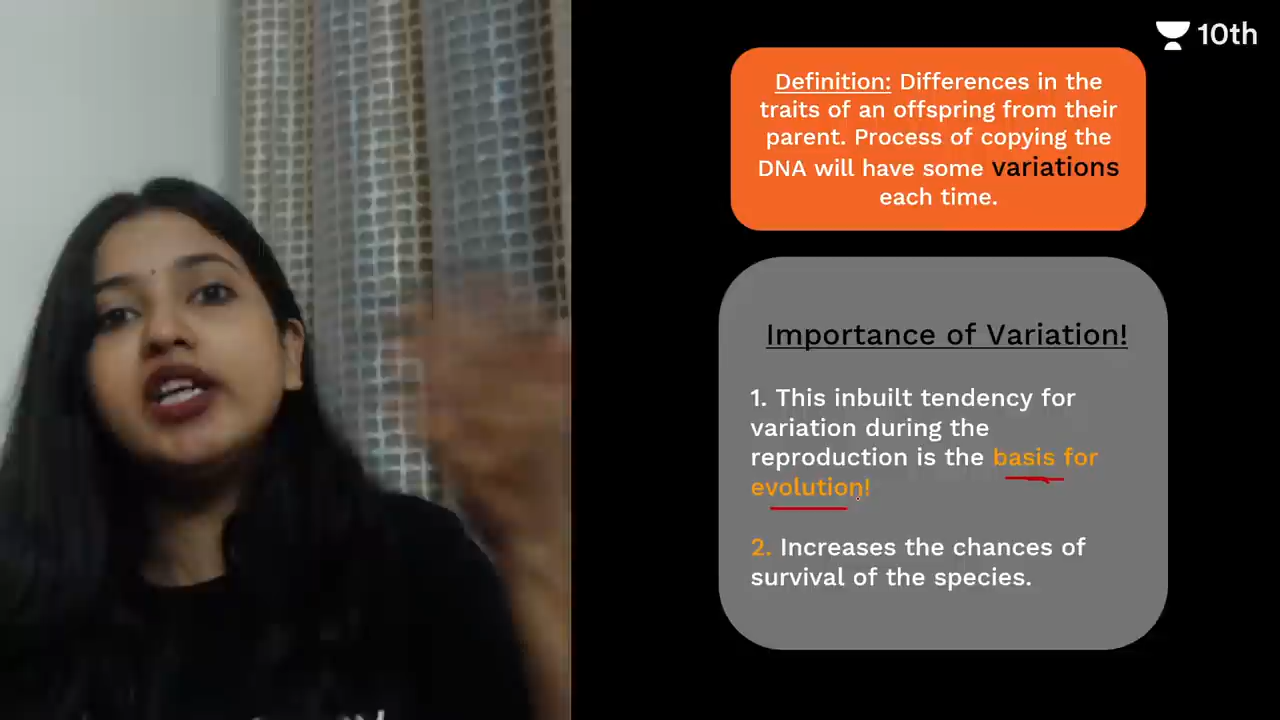 10th
Definition: Differences in the
traits of an offspring from their
parent. Process of copying the
DNA will have some variations
each time.
Importance of Variation!
1. This inbuilt tendency for
variation during the
reproduction is the basis for
evolution!
2. Increases the chances of
survival of the species.